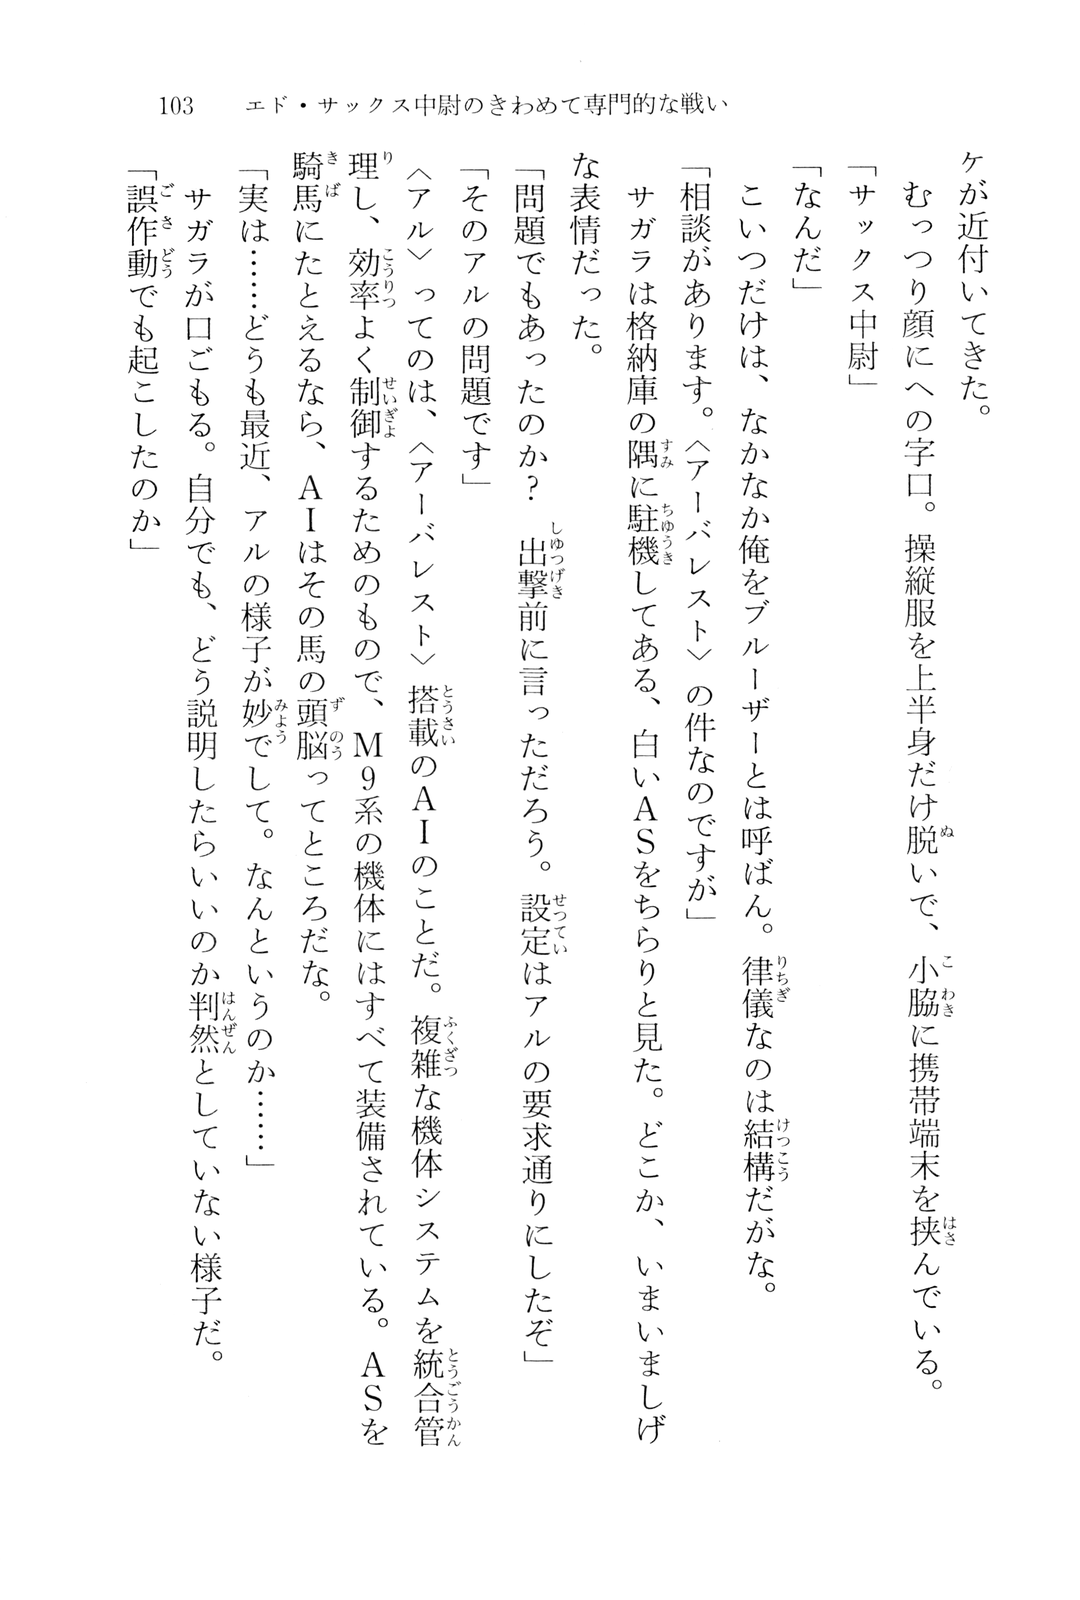 103 エド・サックス中尉のきわめて専門的な戦い
ケが近付いてきた。
むっつり顔にへの字口。操縦服を上半身だけ脱いで、小脇に携帯端末を挟んでいる。
「サックス中尉」
「なんだ」
こいつだけは、なかなか俺をブルーザーとは呼ばん。律儀なのは結構だがな。
「相談があります。〈アーバレスト〉の件なのですが」
サガラは格納庫の隅に駐機してある、白いASをちらりと見た。どこか、いまいましげ
な表情だった。
「問題でもあったのか? 出撃前に言っただろう。設定はアルの要求通りにしたぞ」
「そのアルの問題です」
〈アル〉ってのは、〈アーバレスト〉搭載のAIのことだ。複雑な機体システムを統合管
理し、効率よく制御するためのもので、M9系の機体にはすべて装備されている。ASを
騎馬にたとえるなら、AIはその馬の頭脳ってところだな。
「実は……どうも最近、アルの様子が妙でして。なんというのか……」
サガラが口ごもる。自分でも、どう説明したらいいのか判然としていない様子だ。
「誤作動でも起こしたのか」